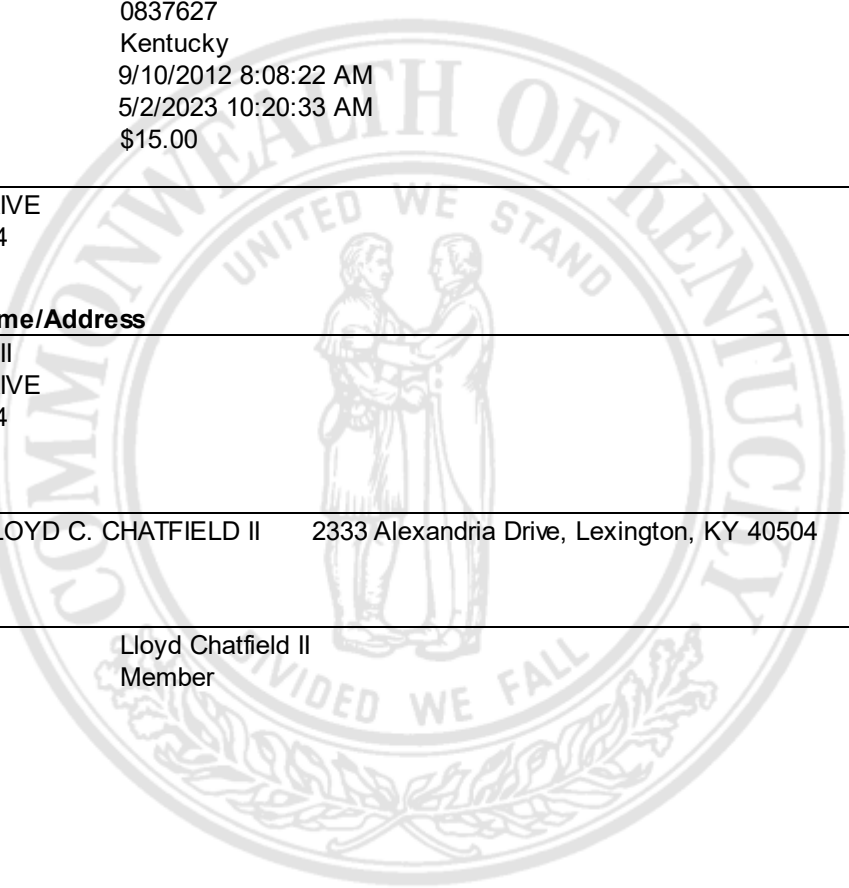 0837627
Kentucky
9/10/2012 8:08:22 AM
5/2/2023 10:20:33 AM
$15.00
IVE
4
me/Address
II
IVE
4
LOYD C. CHATFIELD II 2333 Alexandria Drive, Lexington, KY 40504
Lloyd Chatfield II
Member
COMMONWEALTH OF KENTUCKY
UNITED WE STAND
DIVIDED WE FALL